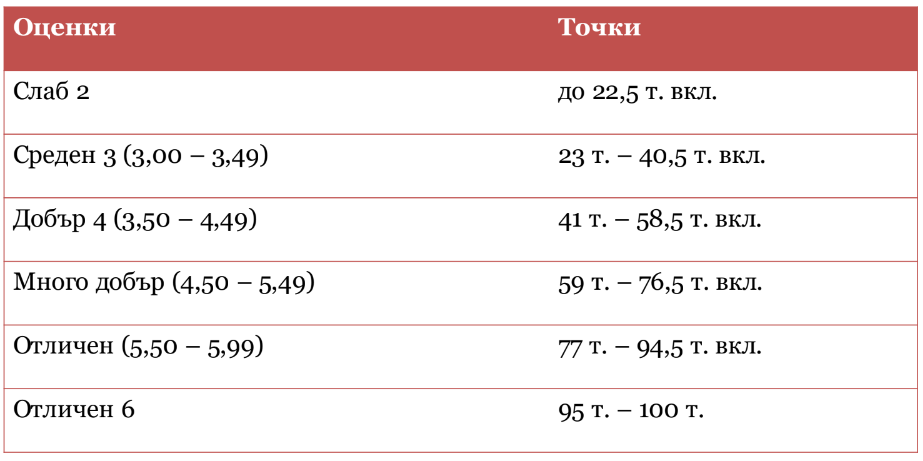 Оценки Точки
Слаб 2 до 22,5 т. вкл.
Среден 3 (3,00 – 3,49) 23 т. – 40,5 т. вкл.
Добър 4 (3,50 – 4,49) 41 т. – 58,5 т. вкл.
Много добър (4,50 – 5,49) 59 т. – 76,5 т. вкл.
Отличен (5,50 – 5,99) 77 т. – 94,5 т. вкл.
Отличен 6 95 т. – 100 т.